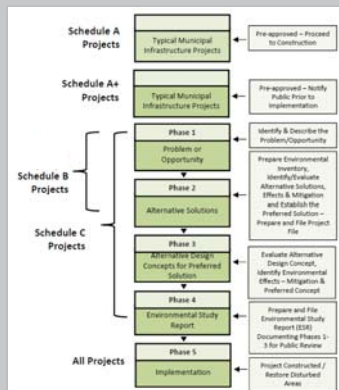 Schedule A
Projects
Typical Municipal
Infrastructure Projects
Pre-approved – Proceed
to Construction
Schedule A+
Projects
Typical Municipal
Infrastructure Projects
Pre-approved – Notify
Public Prior to
Implementation
Phase 1
Problem or
Opportunity
Identify & Describe the
Problem/Opportunity
Schedule B
Projects
Phase 2
Alternative Solutions
Prepare Environmental
Inventory,
Identify/Evaluate
Alternative Solutions,
Effects & Mitigation
and Establish the
Preferred Solution –
Prepare and File Project
File
Schedule C
Projects
Phase 3
Alternative Design
Concepts for Preferred
Solution
Evaluate Alternative
Design Concept,
Identify Environmental
Effects – Mitigation &
Preferred Concept
Phase 4
Environmental Study
Report
Prepare and File
Environmental Study
Report (ESR)
Documenting Phases 1-
3 for Public Review
All Projects
Phase 5
Implementation
Project Constructed /
Restore Disturbed
Areas